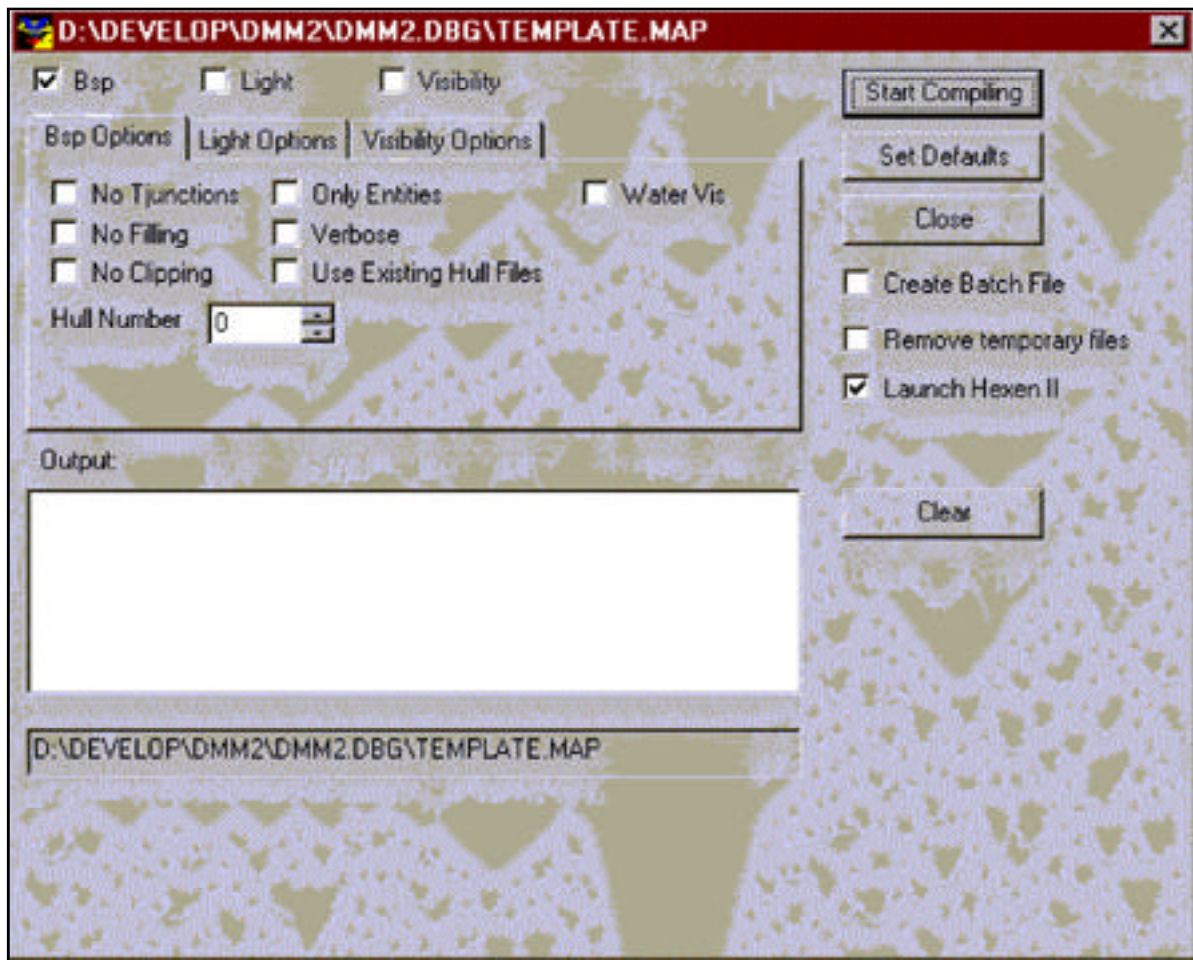 D:\DEVELOP\DMM2\DMM2.DBG\TEMPLATE.MAP
Bsp Light Visibility
Start Compiling
Bsp Options Light Options Visibility Options
Set Defaults
No Tjunctions Only Entities Water Vis
Close
No Filling Verbose
No Clipping Use Existing Hull Files
Create Batch File
Hull Number 0
Remove temporary files
Launch Hexen II
Output:
Clear
D:\DEVELOP\DMM2\DMM2.DBG\TEMPLATE.MAP